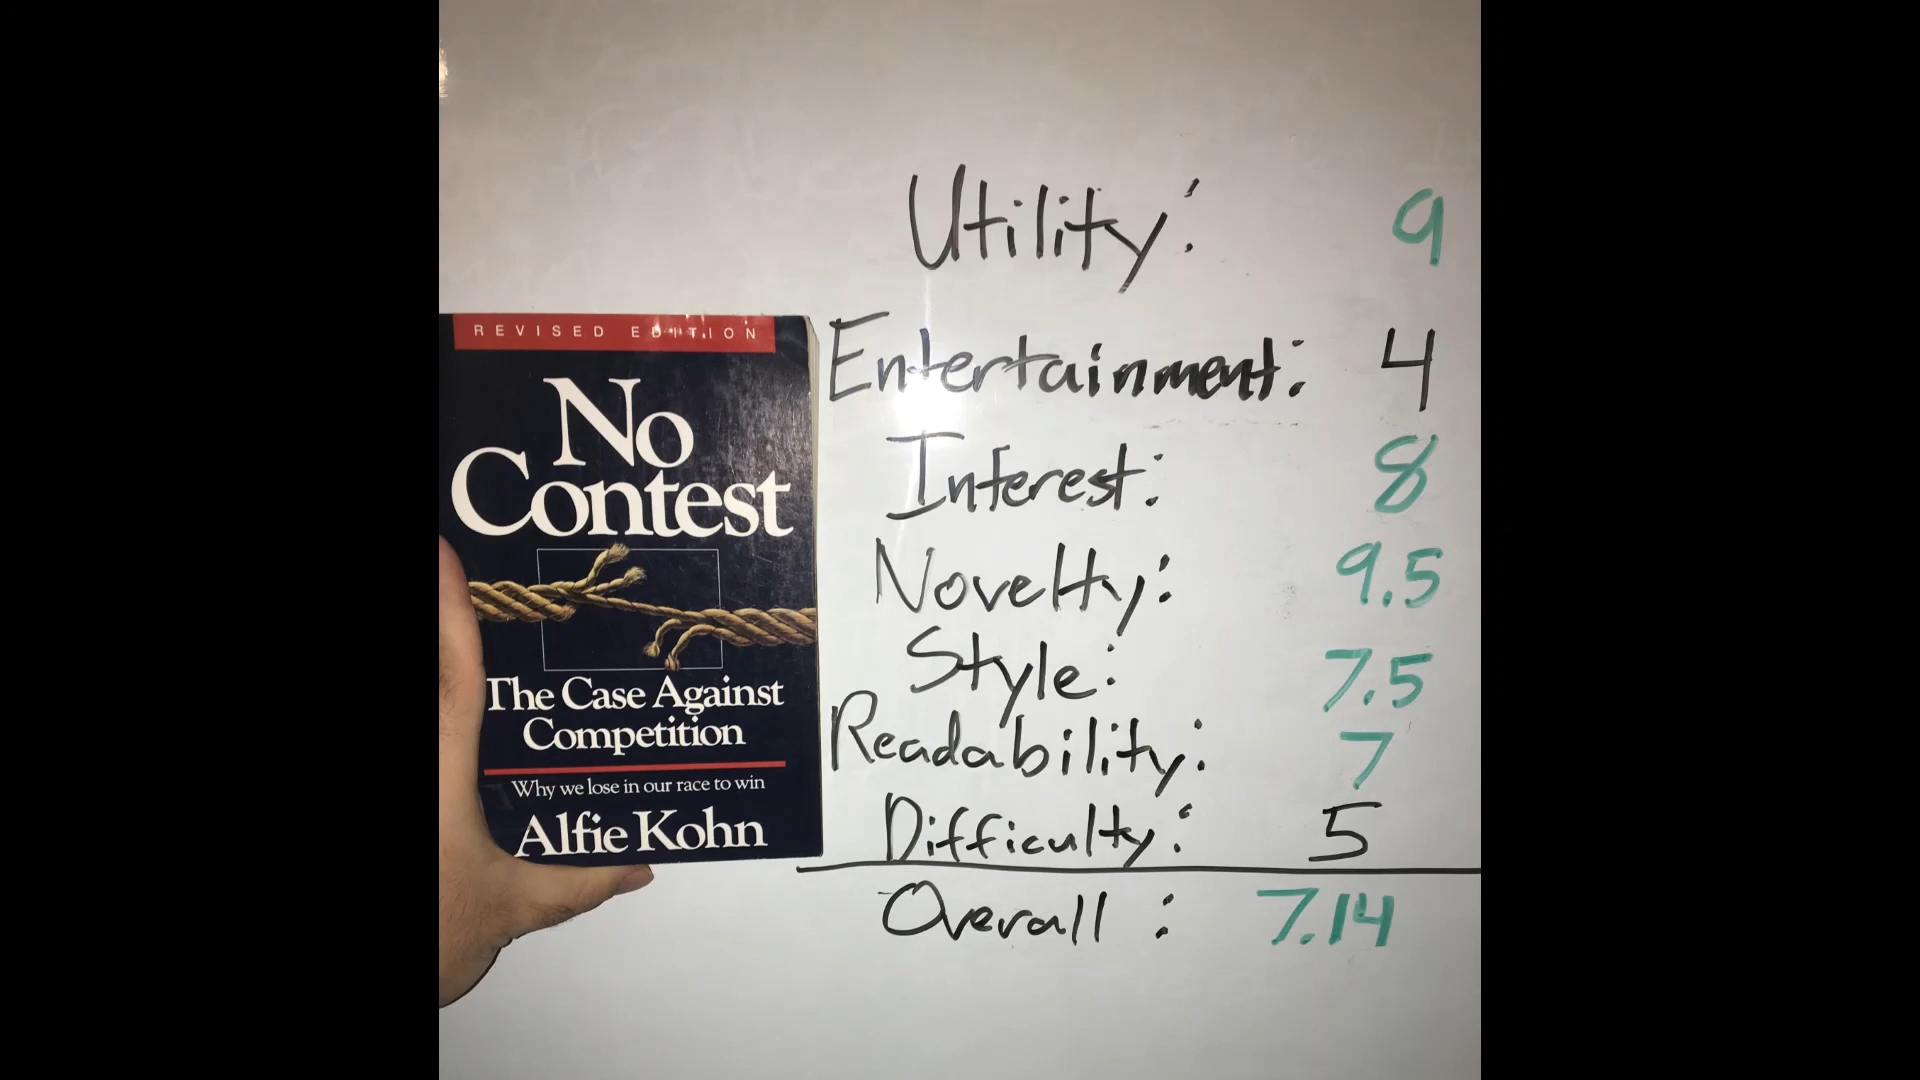 REVISED EDITION
No
Contest
The Case Against
Competition
Why we lose in our race to win
Alfie Kohn
Utility: 9
Entertainment: 4
Interest: 8
Novelty: 9.5
Style: 7.5
Readability: 7
Difficulty: 5
Overall : 7.14